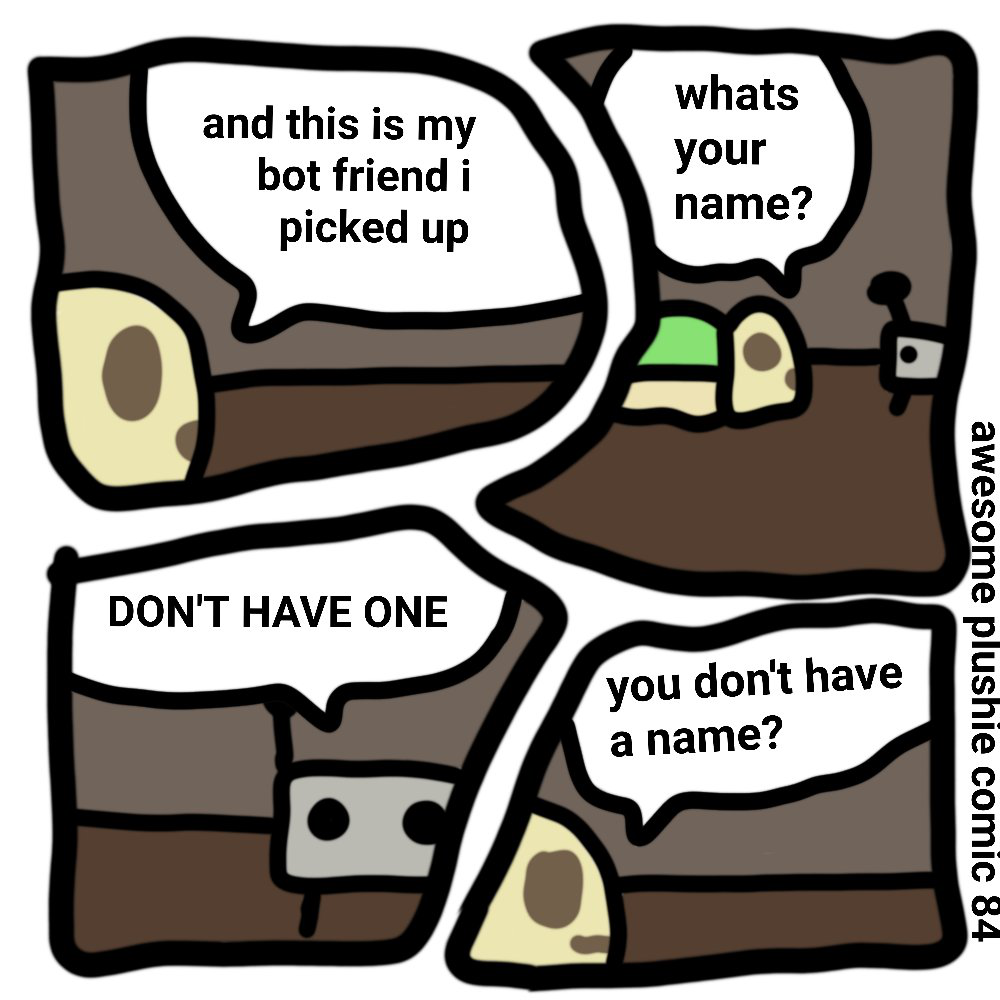 and this is my
bot friend i
picked up
whats
your
name?
DON'T HAVE ONE
you don't have
a name?
awesome plushie comic 84